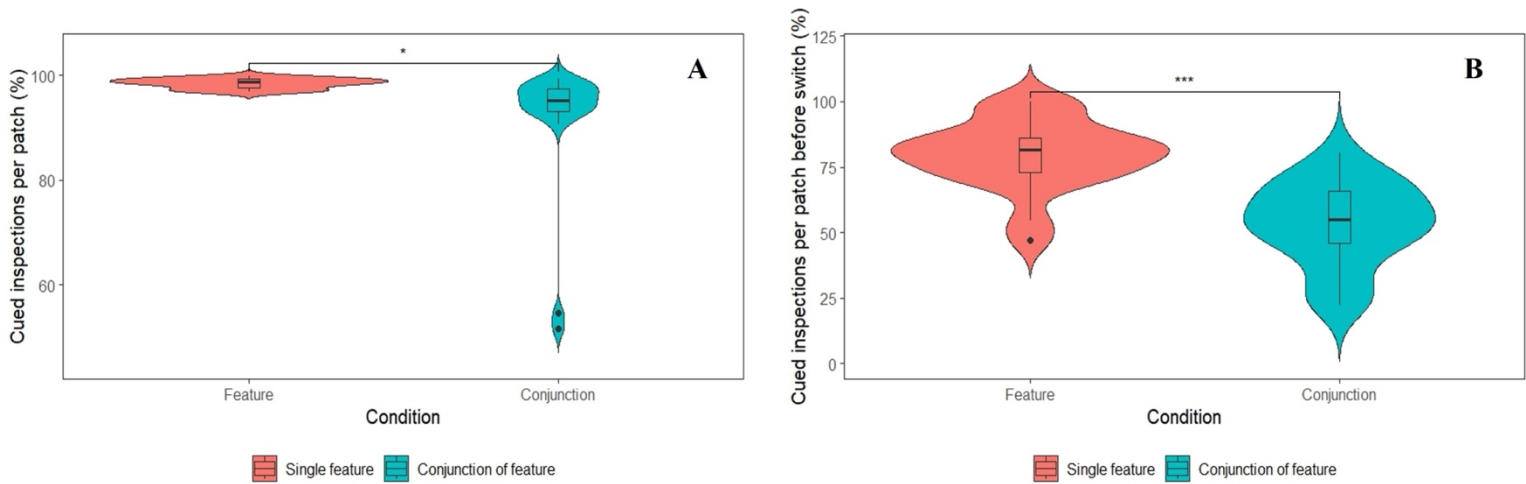 A
*
Cued inspections per patch (%)
100
80
60
Feature Conjunction
Condition
Single feature Conjunction of feature
B
***
Cued inspections per patch before switch (%)
125
100
75
50
25
0
Feature Conjunction
Condition
Single feature Conjunction of feature